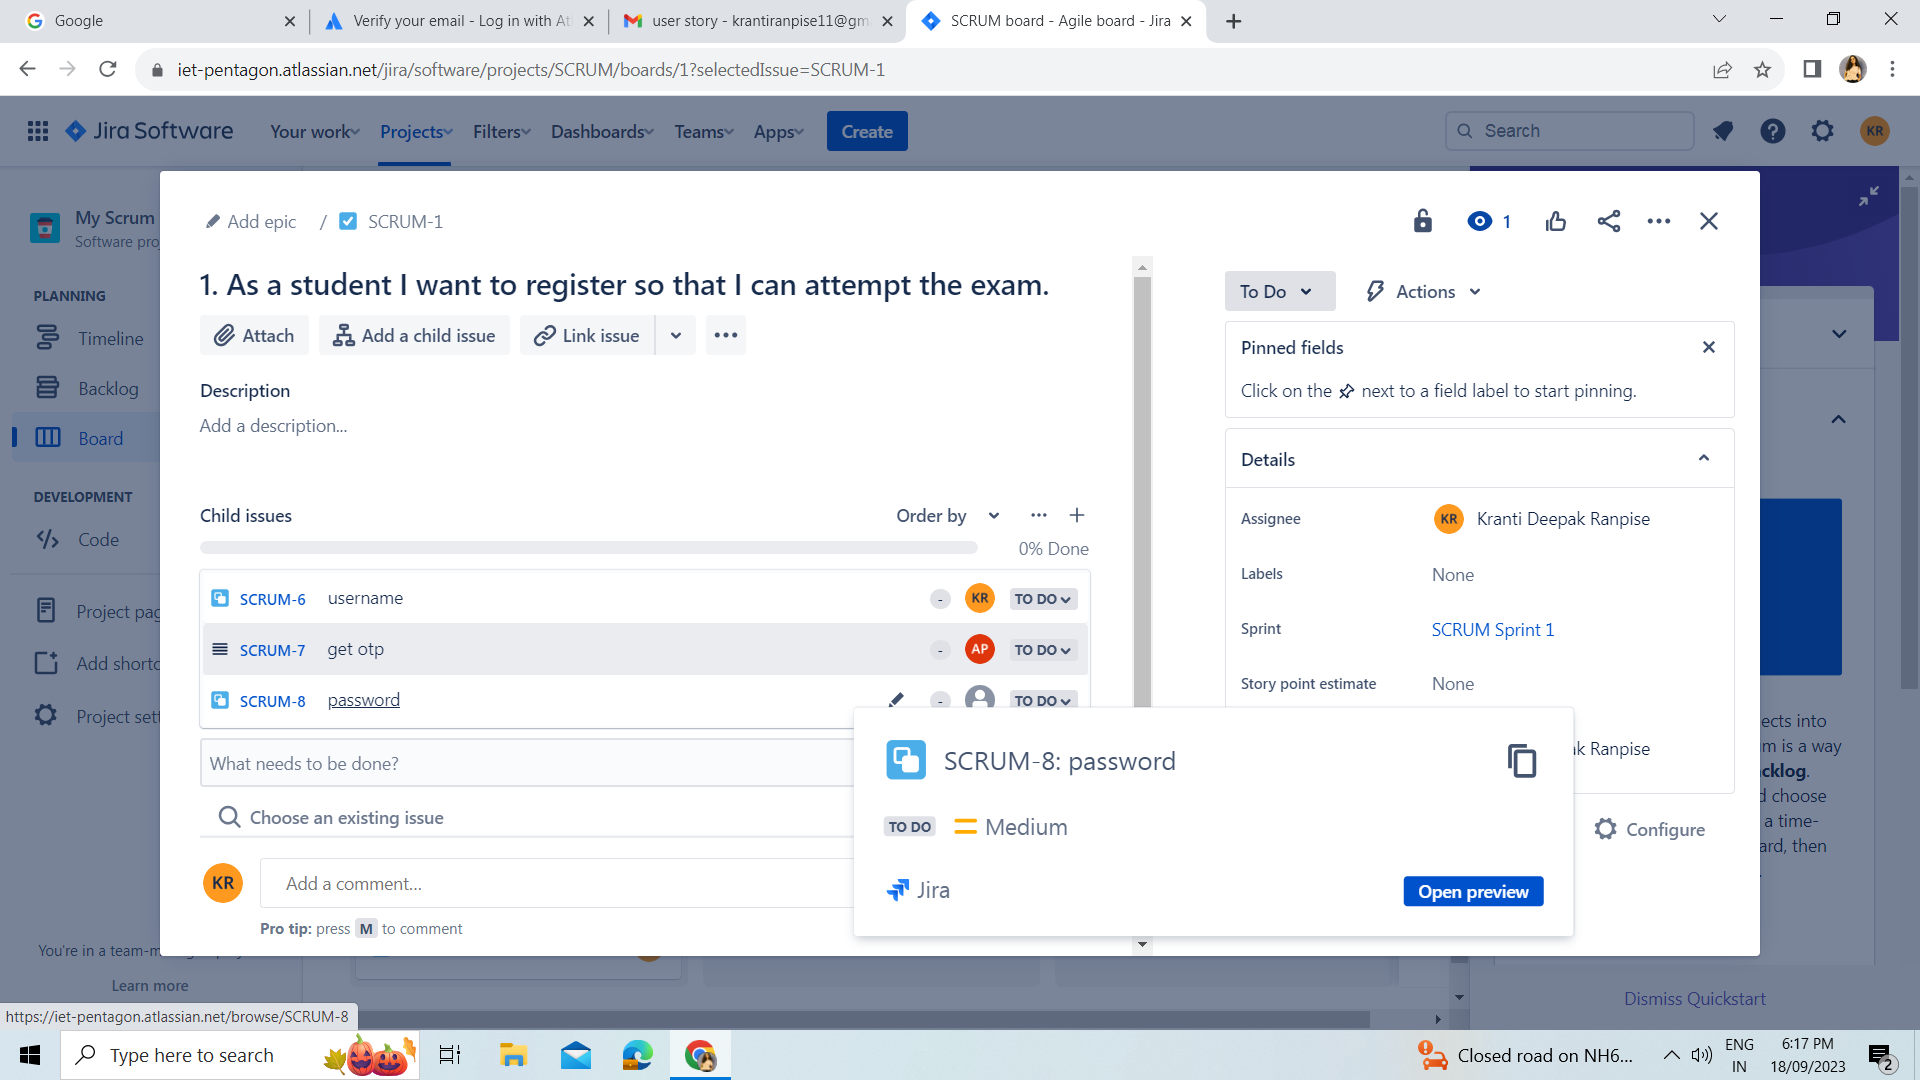 Google
Verify your email - Log in with At
user story - krantiranpise11@gm
SCRUM board - Agile board - Jira
iet-pentagon.atlassian.net/jira/software/projects/SCRUM/boards/1?selectedIssue=SCRUM-1
Jira Software
Your work
Projects
Filters
Dashboards
Teams
Apps
Create
Search
KR
My Scrum
Software proj
PLANNING
Timeline
Backlog
Board
DEVELOPMENT
Code
Project pag
Add shortc
Project sett
You're in a team-m
Learn more
Add epic / SCRUM-1
1
1. As a student I want to register so that I can attempt the exam.
Attach
Add a child issue
Link issue
Description
Add a description...
Child issues
Order by
0% Done
SCRUM-6 username - KR TO DO
SCRUM-7 get otp - AP TO DO
SCRUM-8 password - TO DO
What needs to be done?
Choose an existing issue
KR
Add a comment...
Pro tip: press M to comment
To Do
Actions
Pinned fields
Click on the next to a field label to start pinning.
Details
Assignee
KR Kranti Deepak Ranpise
Labels
None
Sprint
SCRUM Sprint 1
Story point estimate
None
ak Ranpise
Configure
SCRUM-8: password
TO DO
Medium
Jira
Open preview
ects into
m is a way
cklog.
d choose
a time-
ard, then
Dismiss Quickstart
https://iet-pentagon.atlassian.net/browse/SCRUM-8
Type here to search
Closed road on NH6...
ENG
IN
6:17 PM
18/09/2023
2